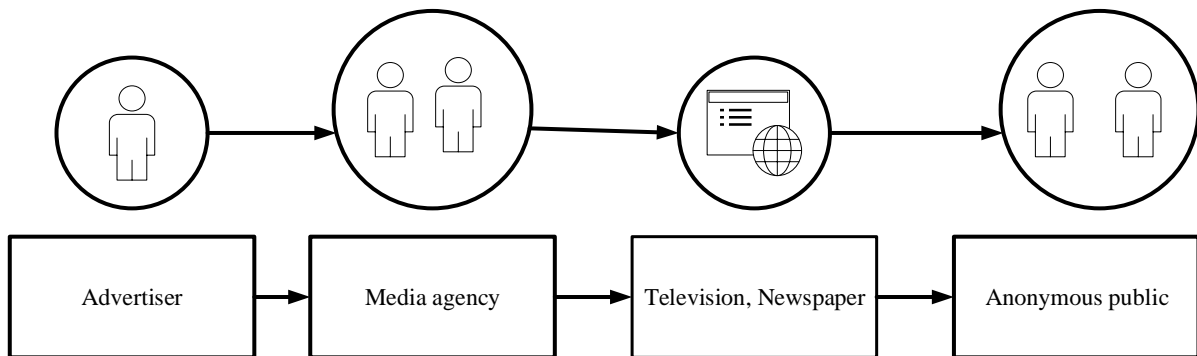 Advertiser
Media agency
Television, Newspaper
Anonymous public